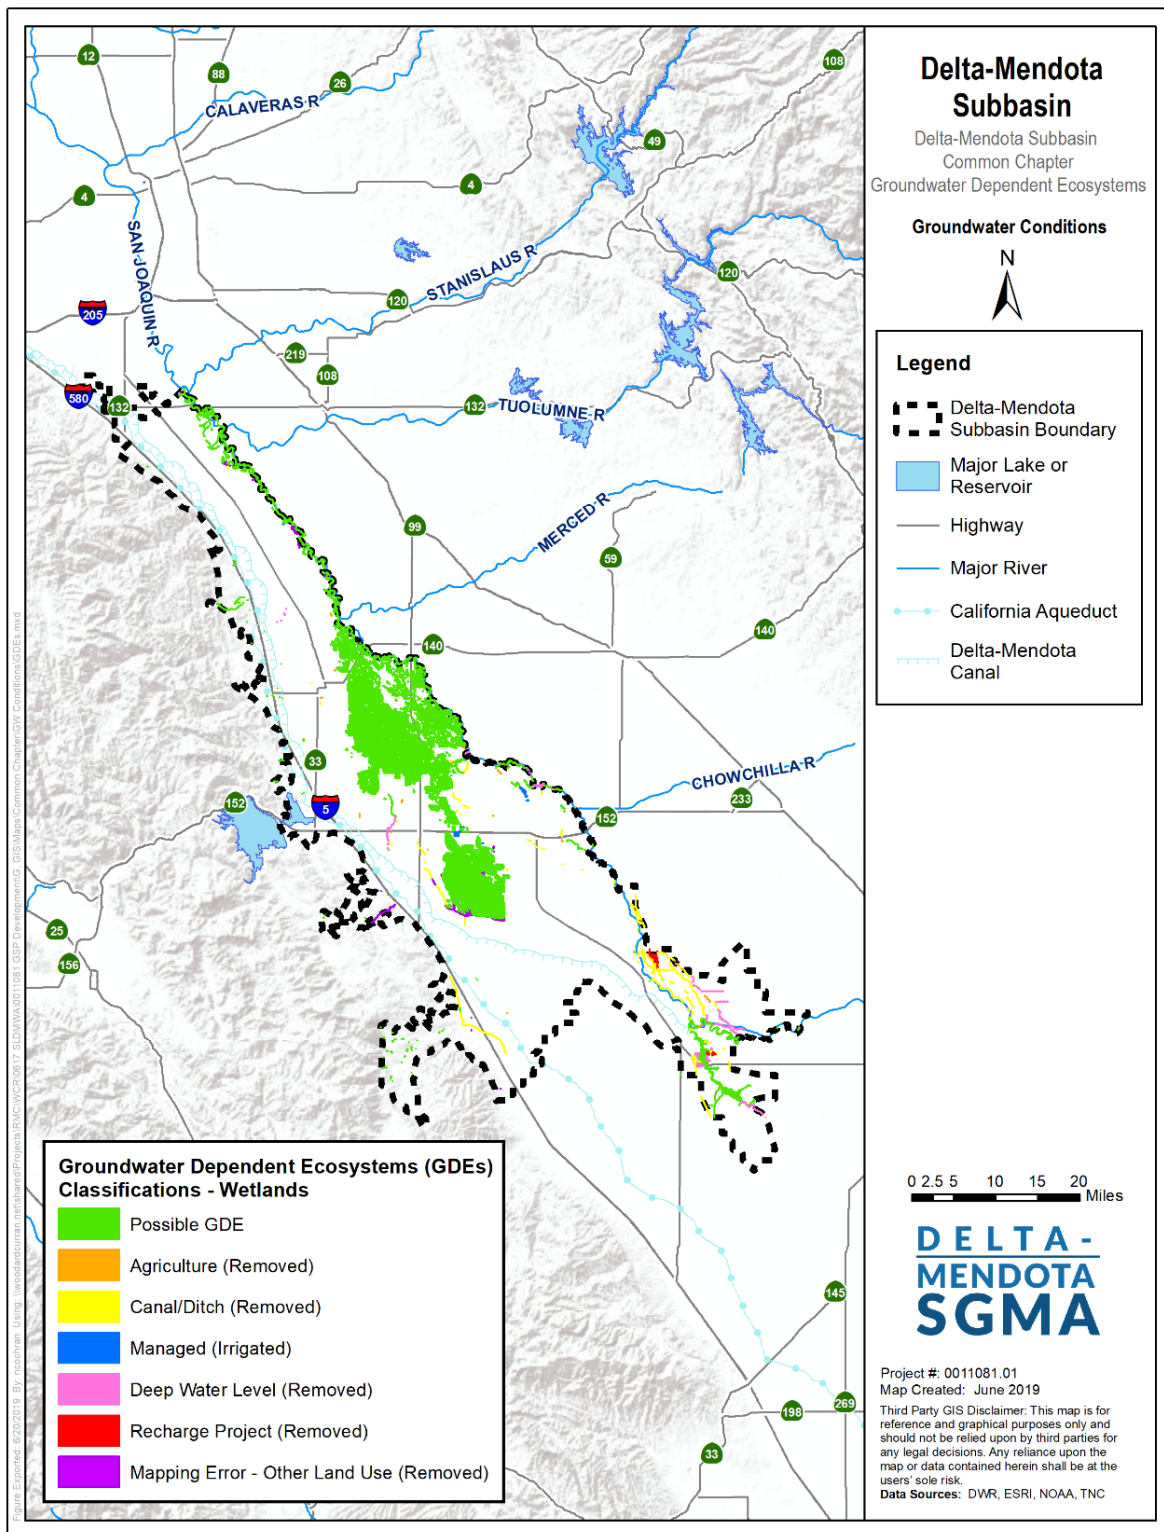 Delta-Mendota
Subbasin
Delta-Mendota Subbasin
Common Chapter
Groundwater Dependent Ecosystems
Groundwater Conditions
N
Legend
Delta-Mendota
Subbasin Boundary
Major Lake or
Reservoir
Highway
Major River
California Aqueduct
Delta-Mendota
Canal
12
88
26
108
CALAVERAS R
49
4
4
SAN JOAQUIN R
STANISLAUS R
120
120
205
219
108
580
132
132
TUOLUMNE R
MERCED R
99
59
140
140
33
5
152
CHOWCHILLA R
233
152
25
156
145
198
269
33
Groundwater Dependent Ecosystems (GDEs)
Classifications - Wetlands
Possible GDE
Agriculture (Removed)
Canal/Ditch (Removed)
Managed (Irrigated)
Deep Water Level (Removed)
Recharge Project (Removed)
Mapping Error - Other Land Use (Removed)
0 2.5 5 10 15 20
Miles
DELTA-
MENDOTA
SGMA
Project #: 0011081.01
Map Created: June 2019
Third Party GIS Disclaimer: This map is for
reference and graphical purposes only and
should not be relied upon by third parties for
any legal decisions. Any reliance upon the
map or data contained herein shall be at the
users' sole risk.
Data Sources: DWR, ESRI, NOAA, TNC